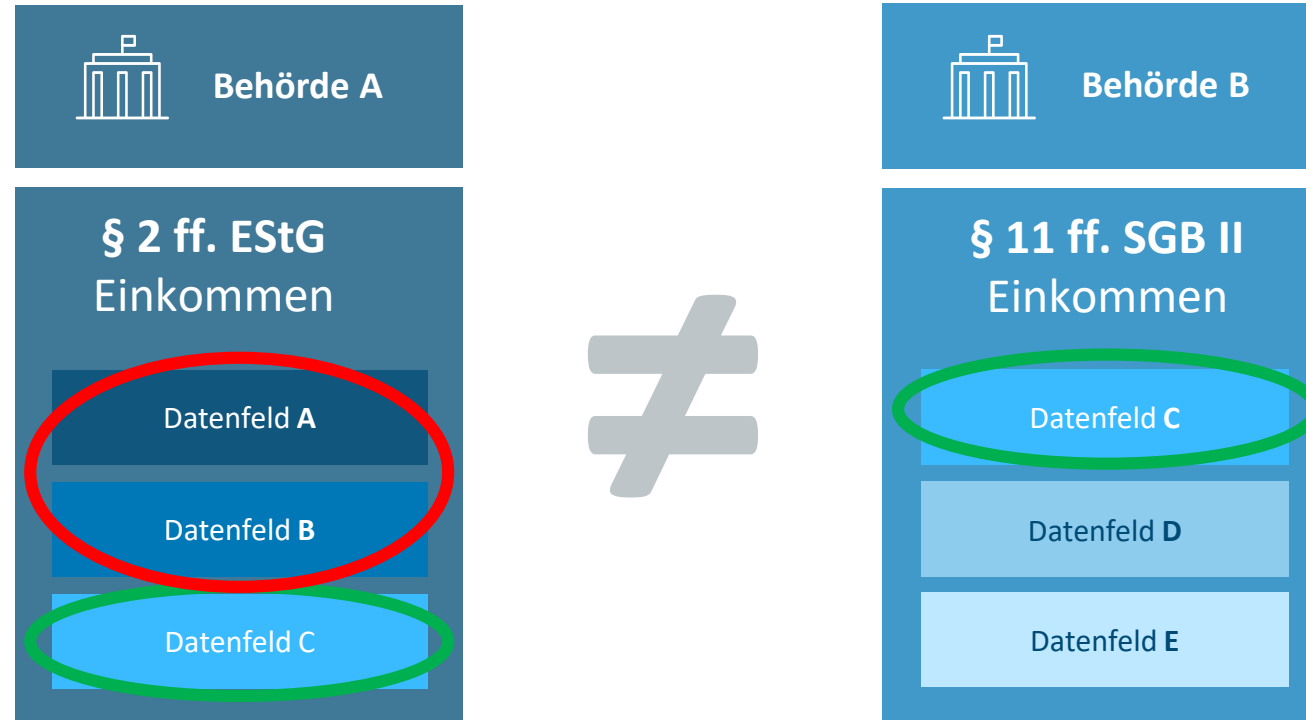 Behörde A
§ 2 ff. EStG
Einkommen
Datenfeld A
Datenfeld B
Datenfeld C
≠
Behörde B
§ 11 ff. SGB II
Einkommen
Datenfeld C
Datenfeld D
Datenfeld E